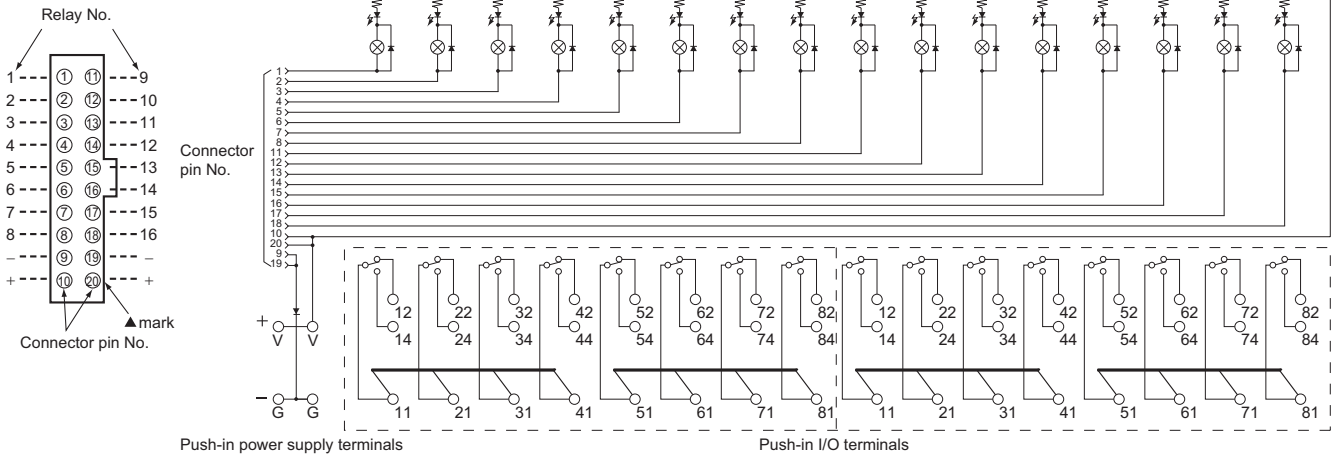 Relay No.
1 ① ⑪ 9
2 ② ⑫ 10
3 ③ ⑬ 11
4 ④ ⑭ 12
5 ⑤ ⑮ 13
6 ⑥ ⑯ 14
7 ⑦ ⑰ 15
8 ⑧ ⑱ 16
− ⑨ ⑲ −
+ ⑩ ⑳ +
▲mark
Connector pin No.
Connector
pin No.
1
2
3
4
5
6
7
8
11
12
13
14
15
16
17
18
10
20
9
19
12 22 32 42 52 62 72 82 12 22 32 42 52 62 72 82
+ V V
14 24 34 44 54 64 74 84 14 24 34 44 54 64 74 84
− G G
11 21 31 41 51 61 71 81 11 21 31 41 51 61 71 81
Push-in power supply terminals
Push-in I/O terminals